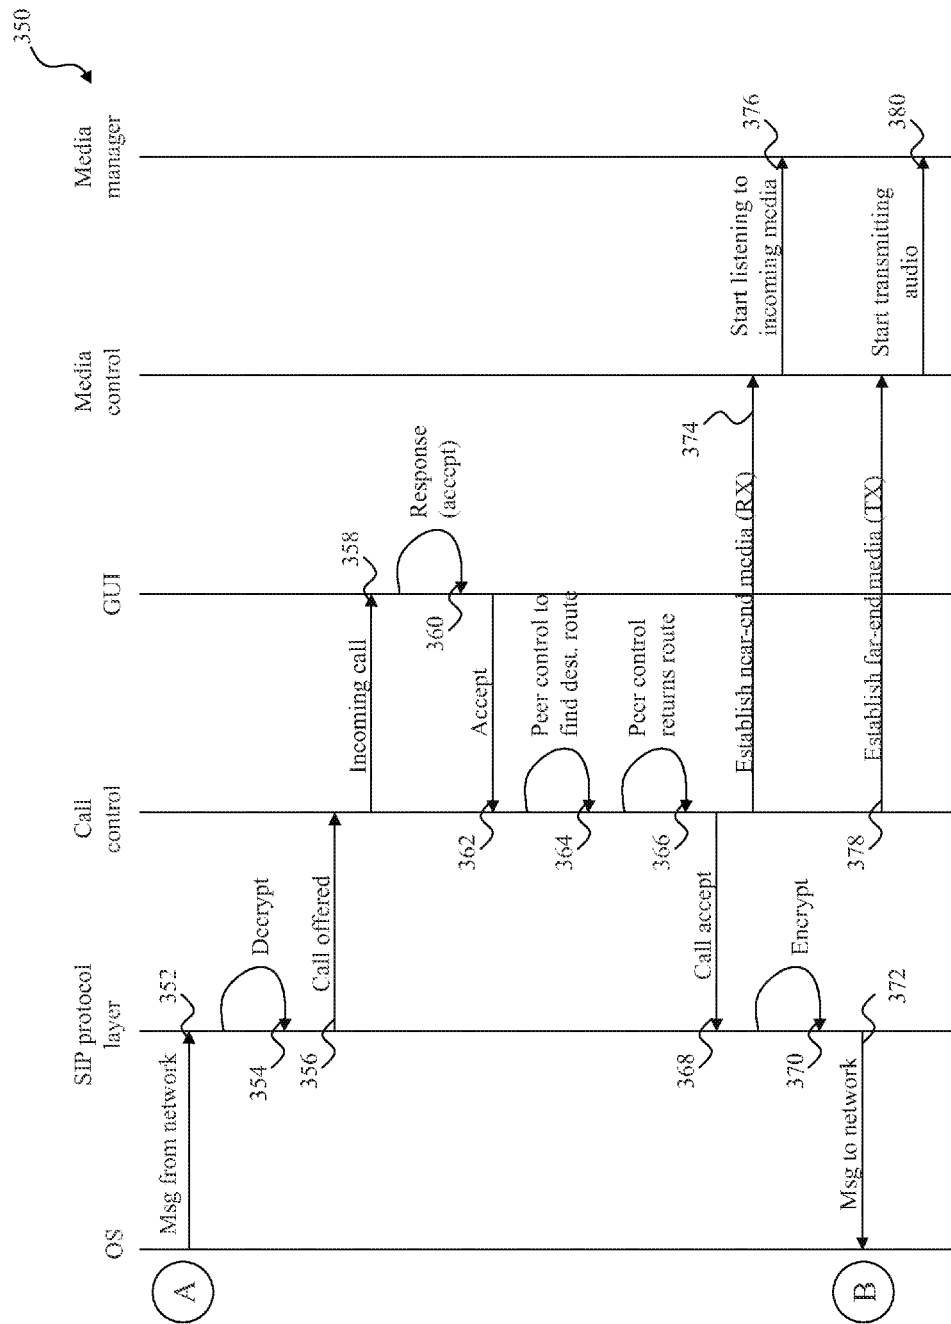 350
OS
SIP protocol
layer
Call
control
GUI
Media
control
Media
manager
A
Msg from network
352
Decrypt
354
356
Call offered
Incoming call
358
Response
(accept)
360
Accept
362
Peer control to
find dest. route
364
Peer control
returns route
366
Call accept
368
Establish near-end media (RX)
374
Start listening to
incoming media
376
Encrypt
370
Msg to network
372
B
Establish far-end media (TX)
378
Start transmitting
audio
380